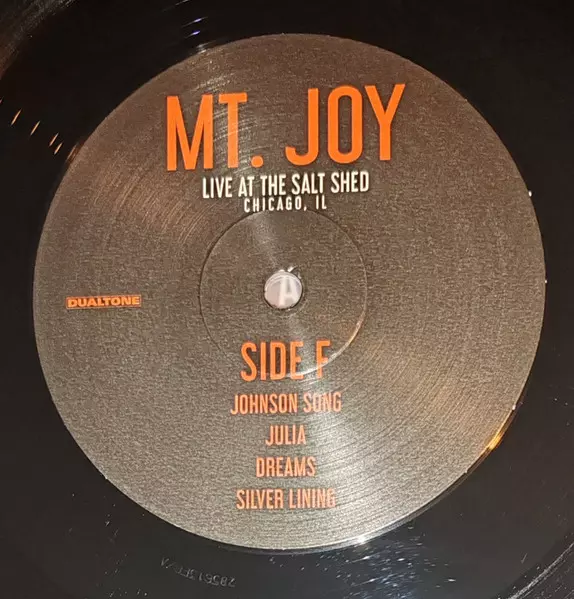 MT. JOY
LIVE AT THE SALT SHED
CHICAGO, IL
DUALTONE
SIDE F
JOHNSON SONG
JULIA
DREAMS
SILVER LINING